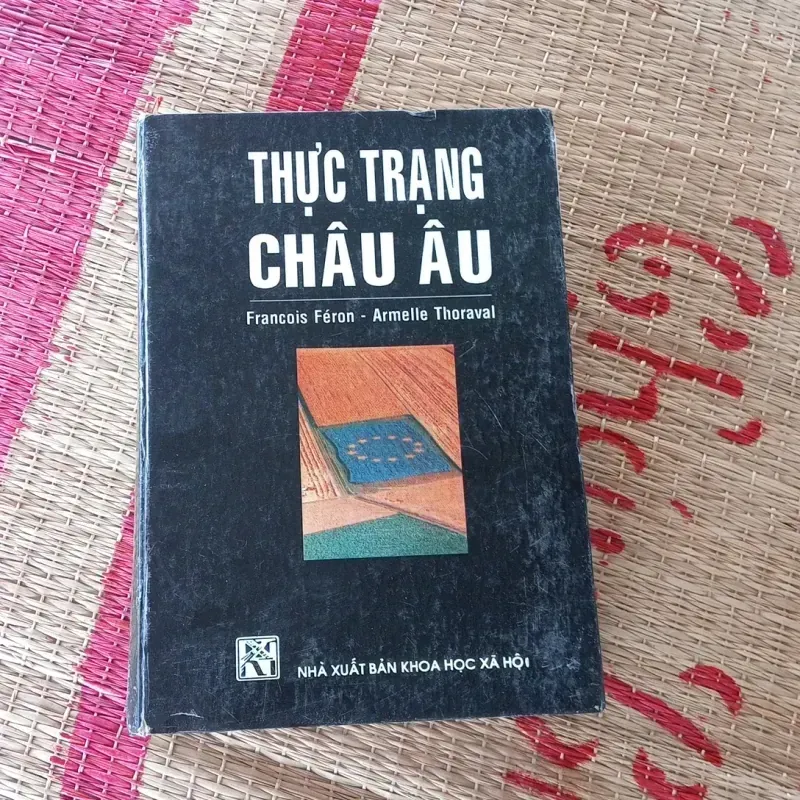 THỰC TRẠNG
CHÂU ÂU
Francois Féron - Armelle Thoraval
NHÀ XUẤT BẢN KHOA HỌC XÃ HỘI